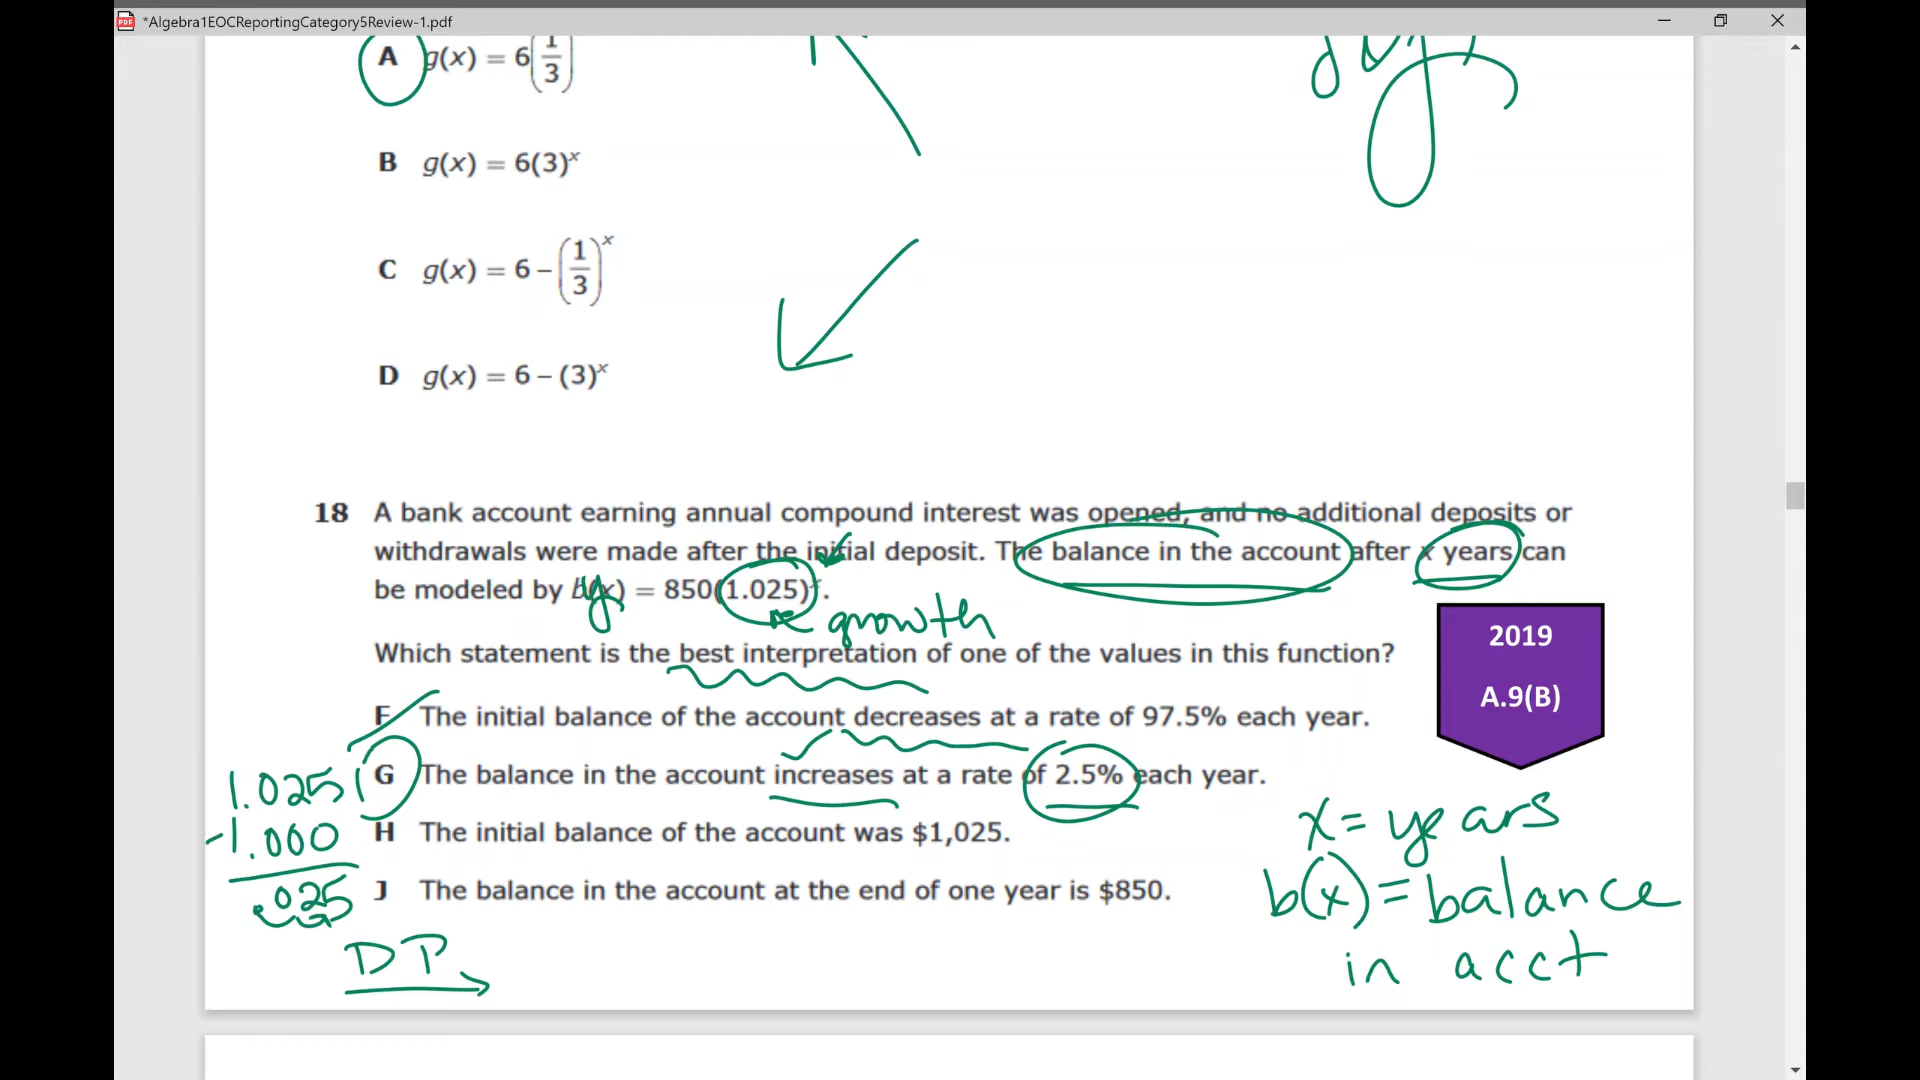 *Algebra1EOCReportingCategory5Review-1.pdf
A g(x) = 6(1/3)
B g(x) = 6(3)^x
C g(x) = 6 – (1/3)^x
D g(x) = 6 – (3)^x
18 A bank account earning annual compound interest was opened, and no additional deposits or
withdrawals were made after the initial deposit. The balance in the account after x years can
be modeled by b(x) = 850(1.025)^x.
y
growth
Which statement is the best interpretation of one of the values in this function?
2019
A.9(B)
F The initial balance of the account decreases at a rate of 97.5% each year.
G The balance in the account increases at a rate of 2.5% each year.
H The initial balance of the account was $1,025.
J The balance in the account at the end of one year is $850.
1.025
-1.000
.025
DP
x = years
b(x) = balance
in acct